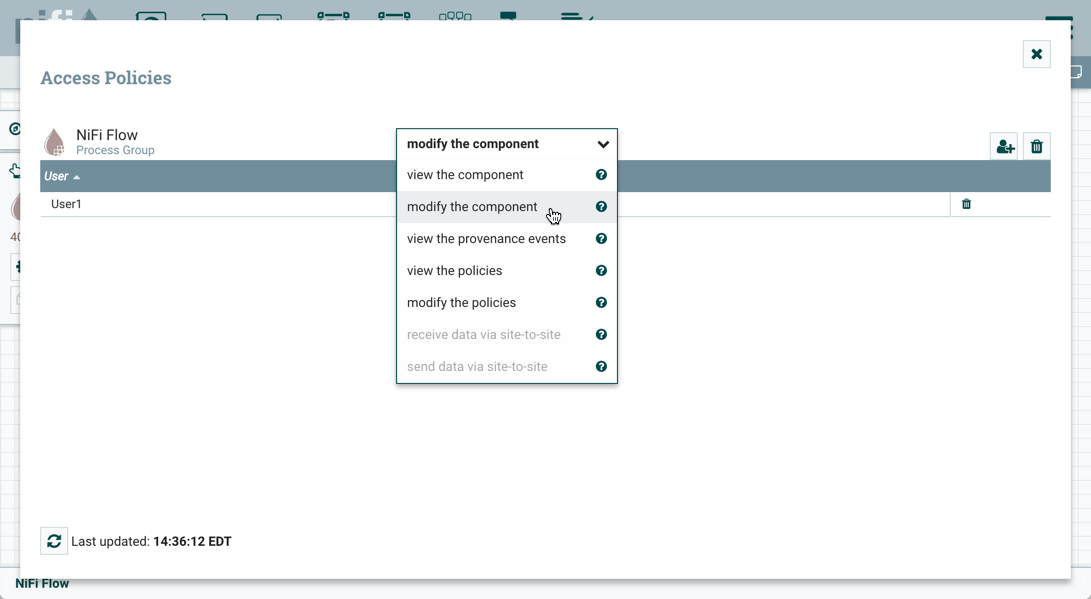 nifi
Access Policies
NiFi Flow
Process Group
modify the component
view the component
modify the component
view the provenance events
view the policies
modify the policies
receive data via site-to-site
send data via site-to-site
User
User1
Last updated: 14:36:12 EDT
NiFi Flow